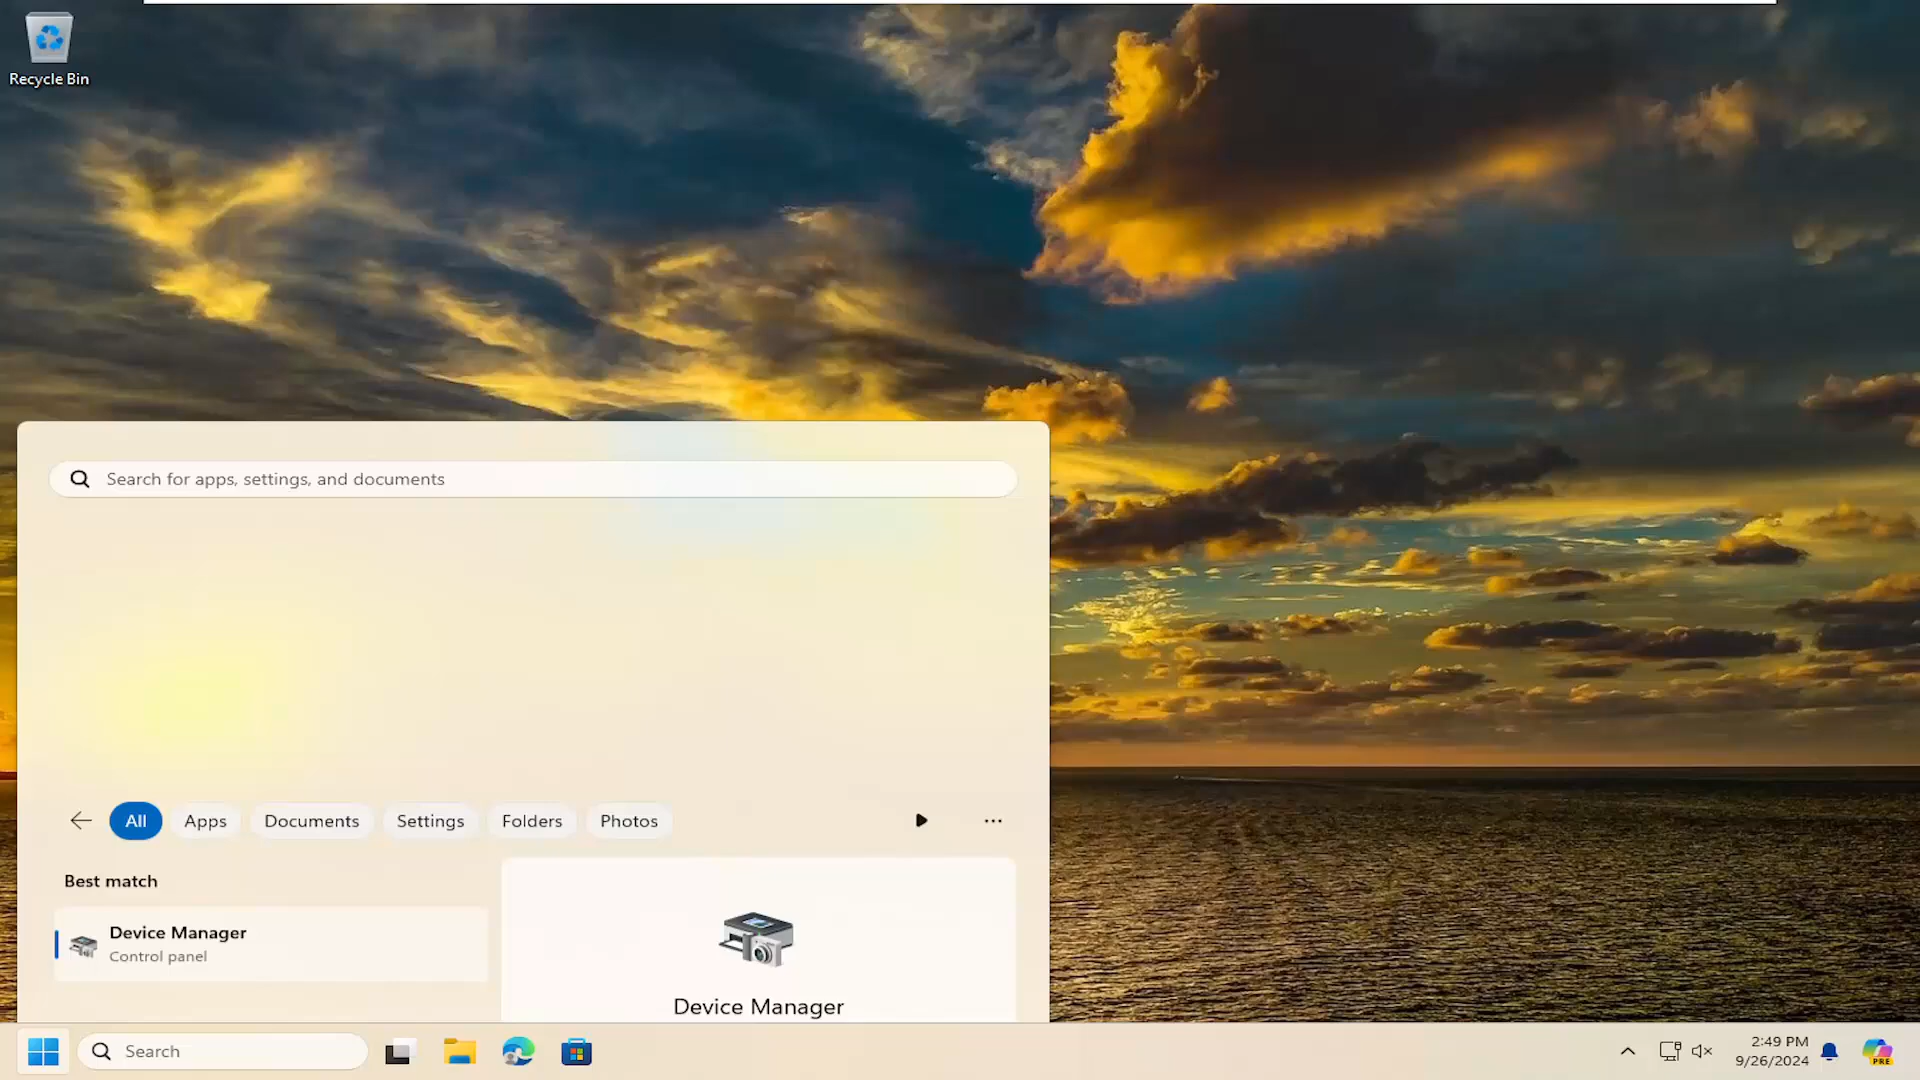 Recycle Bin
Search for apps, settings, and documents
All
Apps
Documents
Settings
Folders
Photos
Best match
Device Manager
Control panel
Device Manager
Search
2:49 PM
9/26/2024
PRE